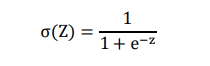 σ(Z) = 1 / (1 + e⁻ᶻ)